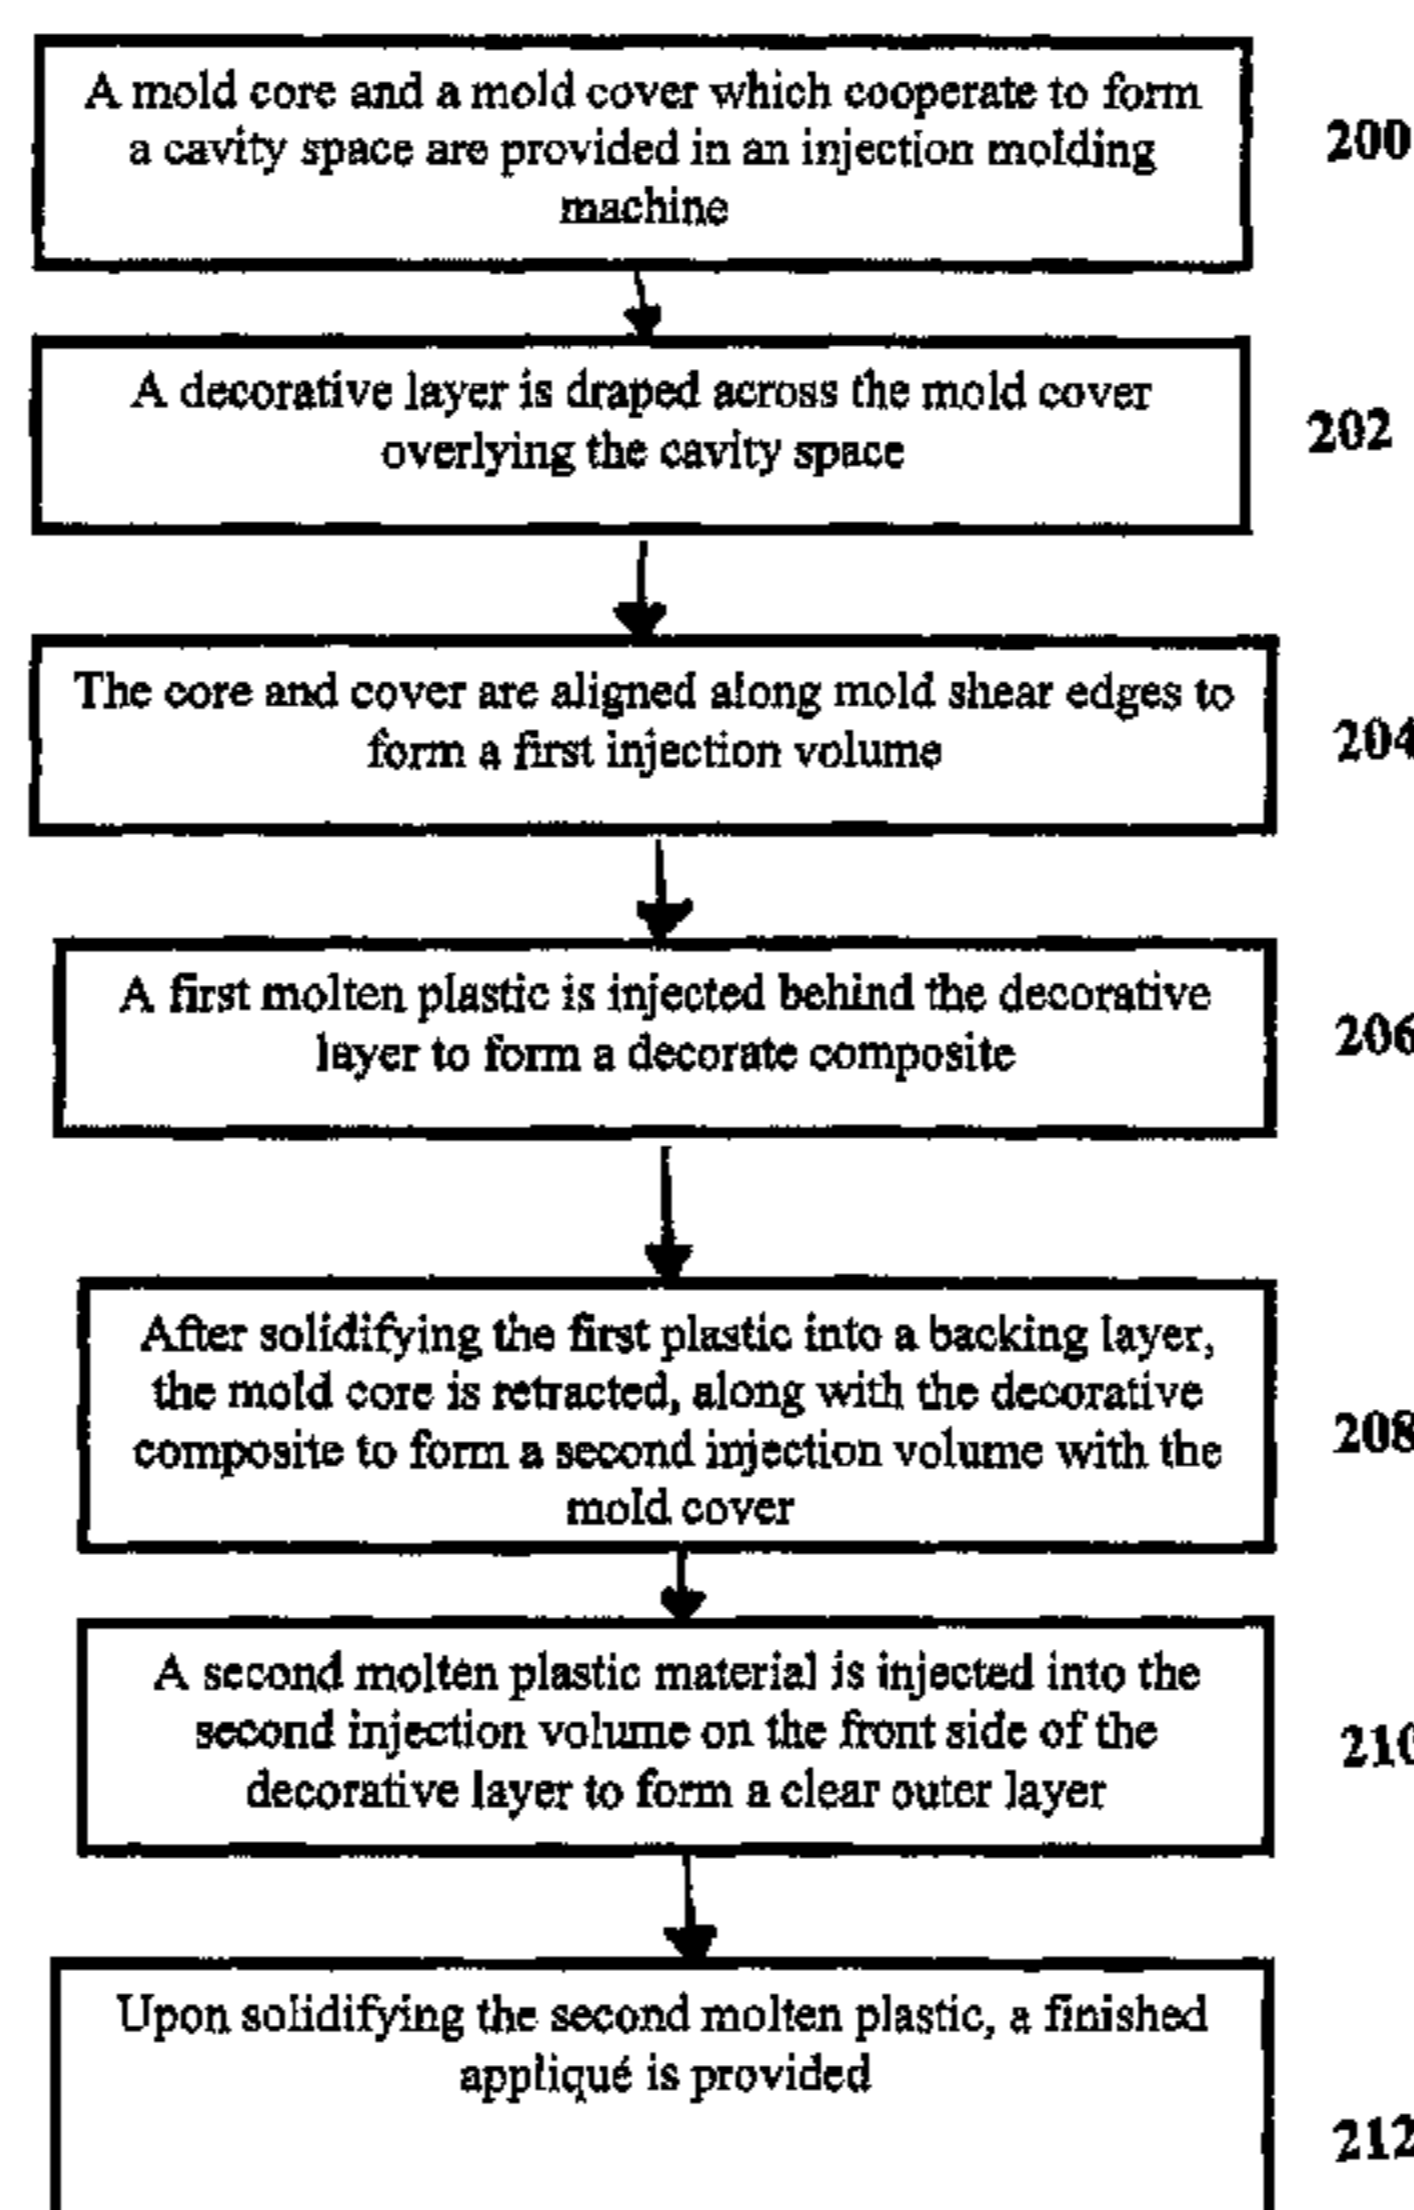 A mold core and a mold cover which cooperate to form
a cavity space are provided in an injection molding
machine
200
A decorative layer is draped across the mold cover
overlying the cavity space
202
The core and cover are aligned along mold shear edges to
form a first injection volume
204
A first molten plastic is injected behind the decorative
layer to form a decorate composite
206
After solidifying the first plastic into a backing layer,
the mold core is retracted, along with the decorative
composite to form a second injection volume with the
mold cover
208
A second molten plastic material is injected into the
second injection volume on the front side of the
decorative layer to form a clear outer layer
210
Upon solidifying the second molten plastic, a finished
appliqué is provided
212